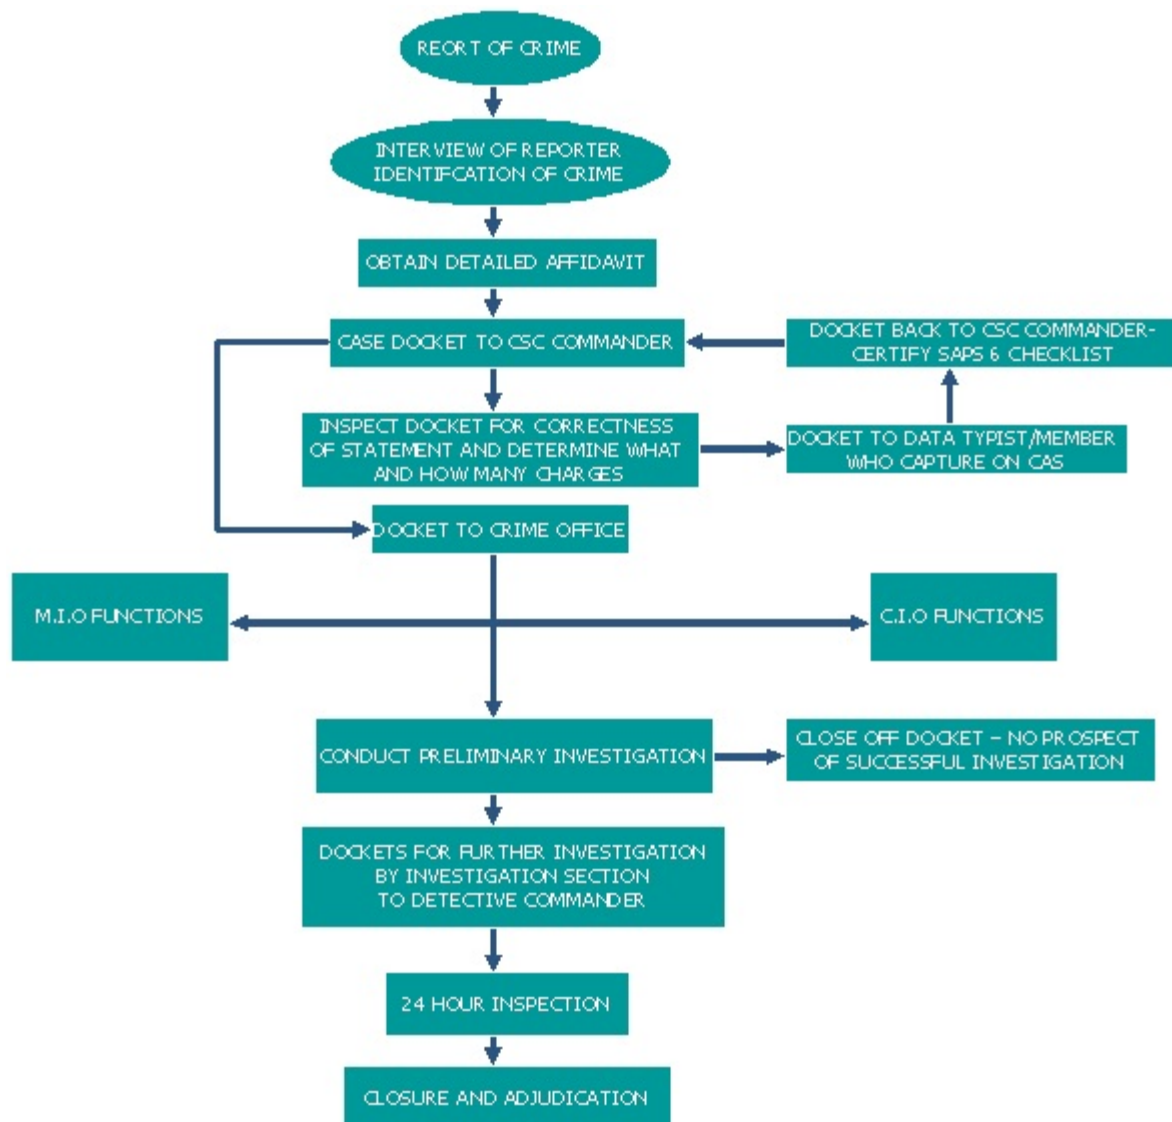 REORT OF CRIME
INTERVIEW OF REPORTER
IDENTIFCATION OF CRIME
OBTAIN DETAILED AFFIDAVIT
CASE DOCKET TO CSC COMMANDER
DOCKET BACK TO CSC COMMANDER-
CERTIFY SAPS 6 CHECKLIST
INSPECT DOCKET FOR CORRECTNESS
OF STATEMENT AND DETERMINE WHAT
AND HOW MANY CHARGES
DOCKET TO DATA TYPIST/MEMBER
WHO CAPTURE ON CAS
DOCKET TO CRIME OFFICE
M.I.O FUNCTIONS
C.I.O FUNCTIONS
CONDUCT PRELIMINARY INVESTIGATION
CLOSE OFF DOCKET – NO PROSPECT
OF SUCCESSFUL INVESTIGATION
DOCKETS FOR FURTHER INVESTIGATION
BY INVESTIGATION SECTION
TO DETECTIVE COMMANDER
24 HOUR INSPECTION
CLOSURE AND ADJUDICATION